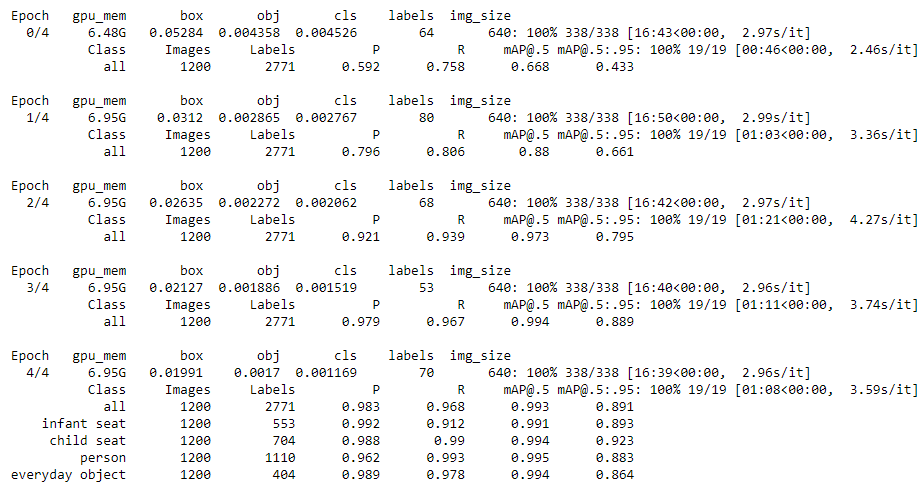 Epoch gpu_mem box obj cls labels img_size
0/4 6.48G 0.05284 0.004358 0.004526 64 640: 100% 338/338 [16:43<00:00, 2.97s/it]
Class Images Labels P R mAP@.5 mAP@.5:.95: 100% 19/19 [00:46<00:00, 2.46s/it]
all 1200 2771 0.592 0.758 0.668 0.433
Epoch gpu_mem box obj cls labels img_size
1/4 6.95G 0.0312 0.002865 0.002767 80 640: 100% 338/338 [16:50<00:00, 2.99s/it]
Class Images Labels P R mAP@.5 mAP@.5:.95: 100% 19/19 [01:03<00:00, 3.36s/it]
all 1200 2771 0.796 0.806 0.88 0.661
Epoch gpu_mem box obj cls labels img_size
2/4 6.95G 0.02635 0.002272 0.002062 68 640: 100% 338/338 [16:42<00:00, 2.97s/it]
Class Images Labels P R mAP@.5 mAP@.5:.95: 100% 19/19 [01:21<00:00, 4.27s/it]
all 1200 2771 0.921 0.939 0.973 0.795
Epoch gpu_mem box obj cls labels img_size
3/4 6.95G 0.02127 0.001886 0.001519 53 640: 100% 338/338 [16:40<00:00, 2.96s/it]
Class Images Labels P R mAP@.5 mAP@.5:.95: 100% 19/19 [01:11<00:00, 3.74s/it]
all 1200 2771 0.979 0.967 0.994 0.889
Epoch gpu_mem box obj cls labels img_size
4/4 6.95G 0.01991 0.0017 0.001169 70 640: 100% 338/338 [16:39<00:00, 2.96s/it]
Class Images Labels P R mAP@.5 mAP@.5:.95: 100% 19/19 [01:08<00:00, 3.59s/it]
all 1200 2771 0.983 0.968 0.993 0.891
infant seat 1200 553 0.992 0.912 0.991 0.893
child seat 1200 704 0.988 0.99 0.994 0.923
person 1200 1110 0.962 0.993 0.995 0.883
everyday object 1200 404 0.989 0.978 0.994 0.864